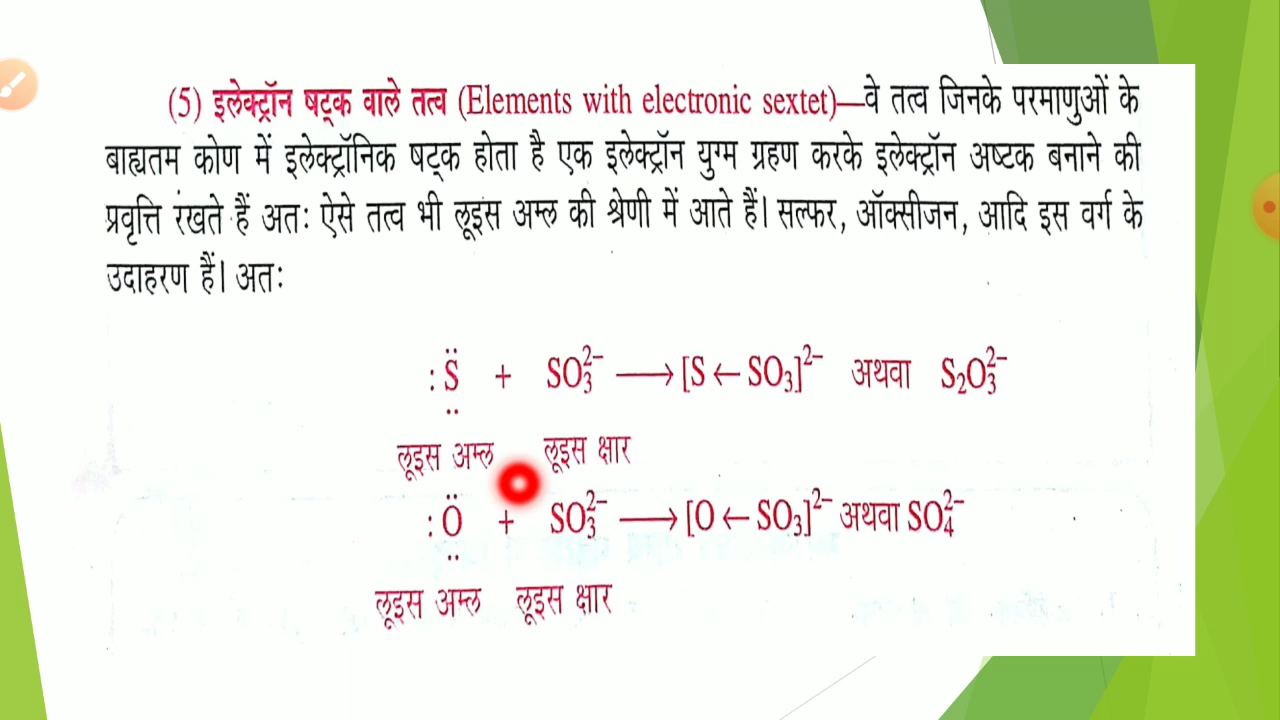 (5) इलेक्ट्रॉन षट्क वाले तत्व (Elements with electronic sextet)—वे तत्व जिनके परमाणुओं के
बाह्यतम कोण में इलेक्ट्रॉनिक षट्क होता है एक इलेक्ट्रॉन युग्म ग्रहण करके इलेक्ट्रॉन अष्टक बनाने की
प्रवृत्ति रखते हैं अतः ऐसे तत्व भी लूइस अम्ल की श्रेणी में आते हैं। सल्फर, ऑक्सीजन, आदि इस वर्ग के
उदाहरण हैं। अतः
:S̤̈ + SO₃²⁻ ⟶ [S ← SO₃]²⁻ अथवा S₂O₃²⁻
लूइस अम्ल लूइस क्षार
:Ö̤ + SO₃²⁻ ⟶ [O ← SO₃]²⁻ अथवा SO₄²⁻
लूइस अम्ल लूइस क्षार